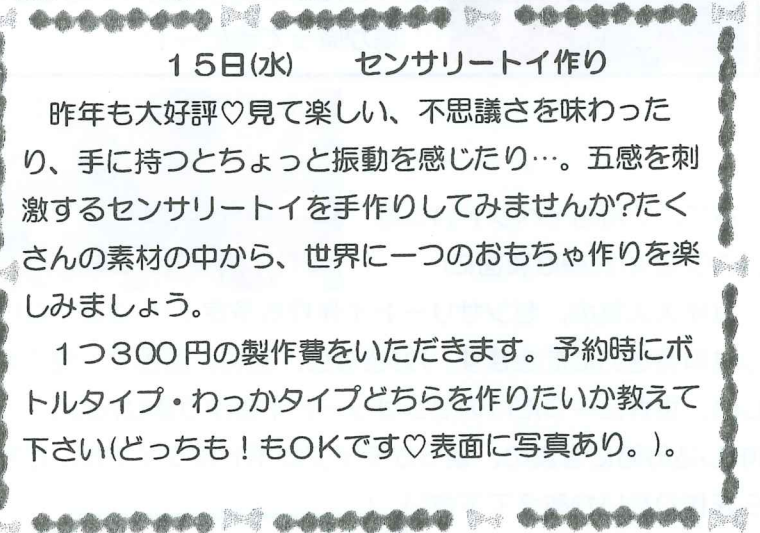 15日(水)　　センサリートイ作り
　昨年も大好評♡見て楽しい、不思議さを味わった
り、手に持つとちょっと振動を感じたり…。五感を刺
激するセンサリートイを手作りしてみませんか?たく
さんの素材の中から、世界に一つのおもちゃ作りを楽
しみましょう。
　1つ300円の製作費をいただきます。予約時にボ
トルタイプ・わっかタイプどちらを作りたいか教えて
下さい(どっちも！もOKです♡表面に写真あり。)。